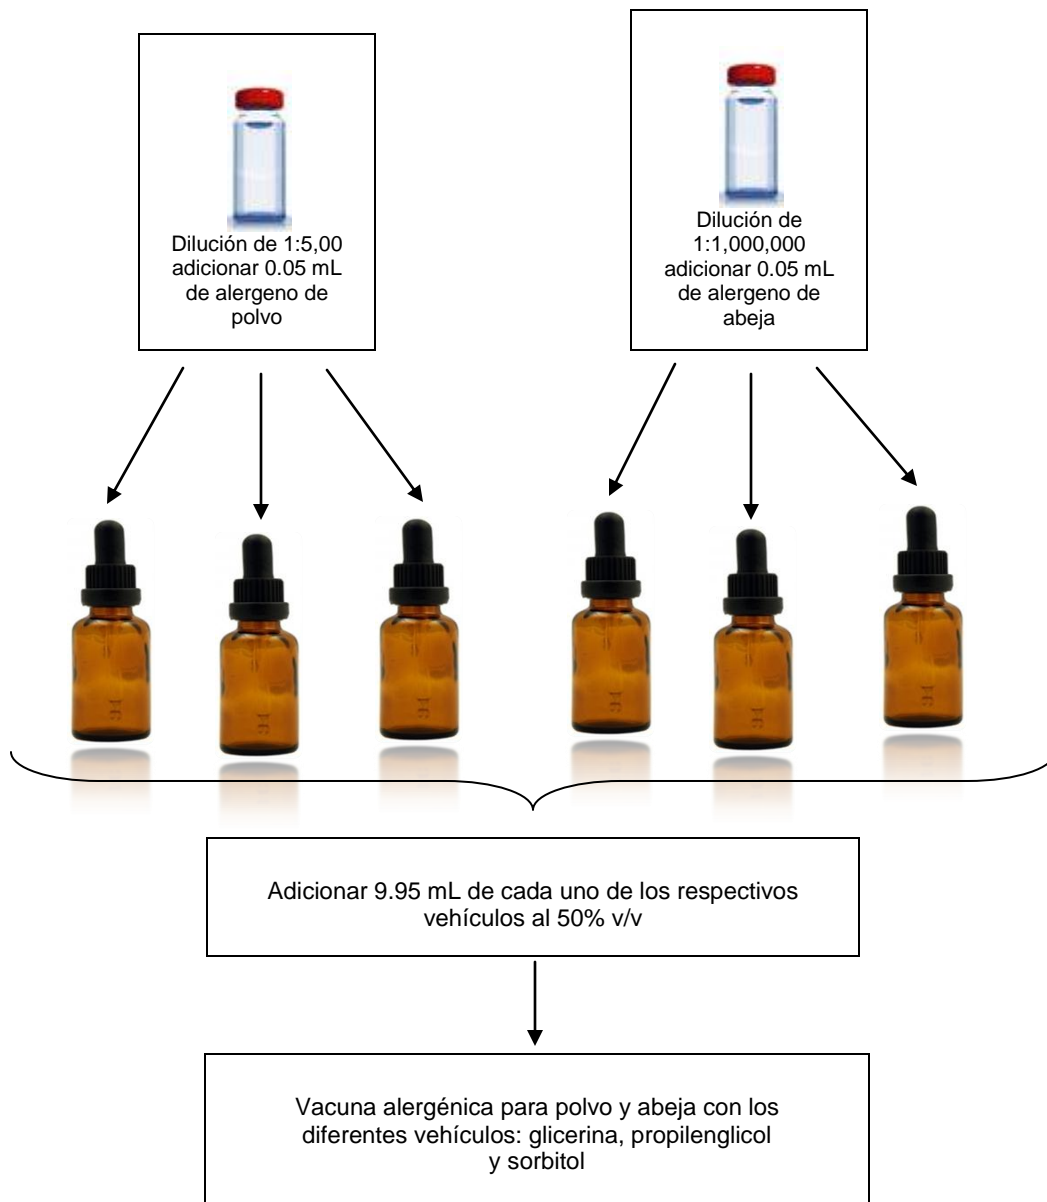 Dilución de 1:5,00
adicionar 0.05 mL
de alergeno de
polvo
Dilución de
1:1,000,000
adicionar 0.05 mL
de alergeno de
abeja
Adicionar 9.95 mL de cada uno de los respectivos
vehículos al 50% v/v
Vacuna alergénica para polvo y abeja con los
diferentes vehículos: glicerina, propilenglicol
y sorbitol